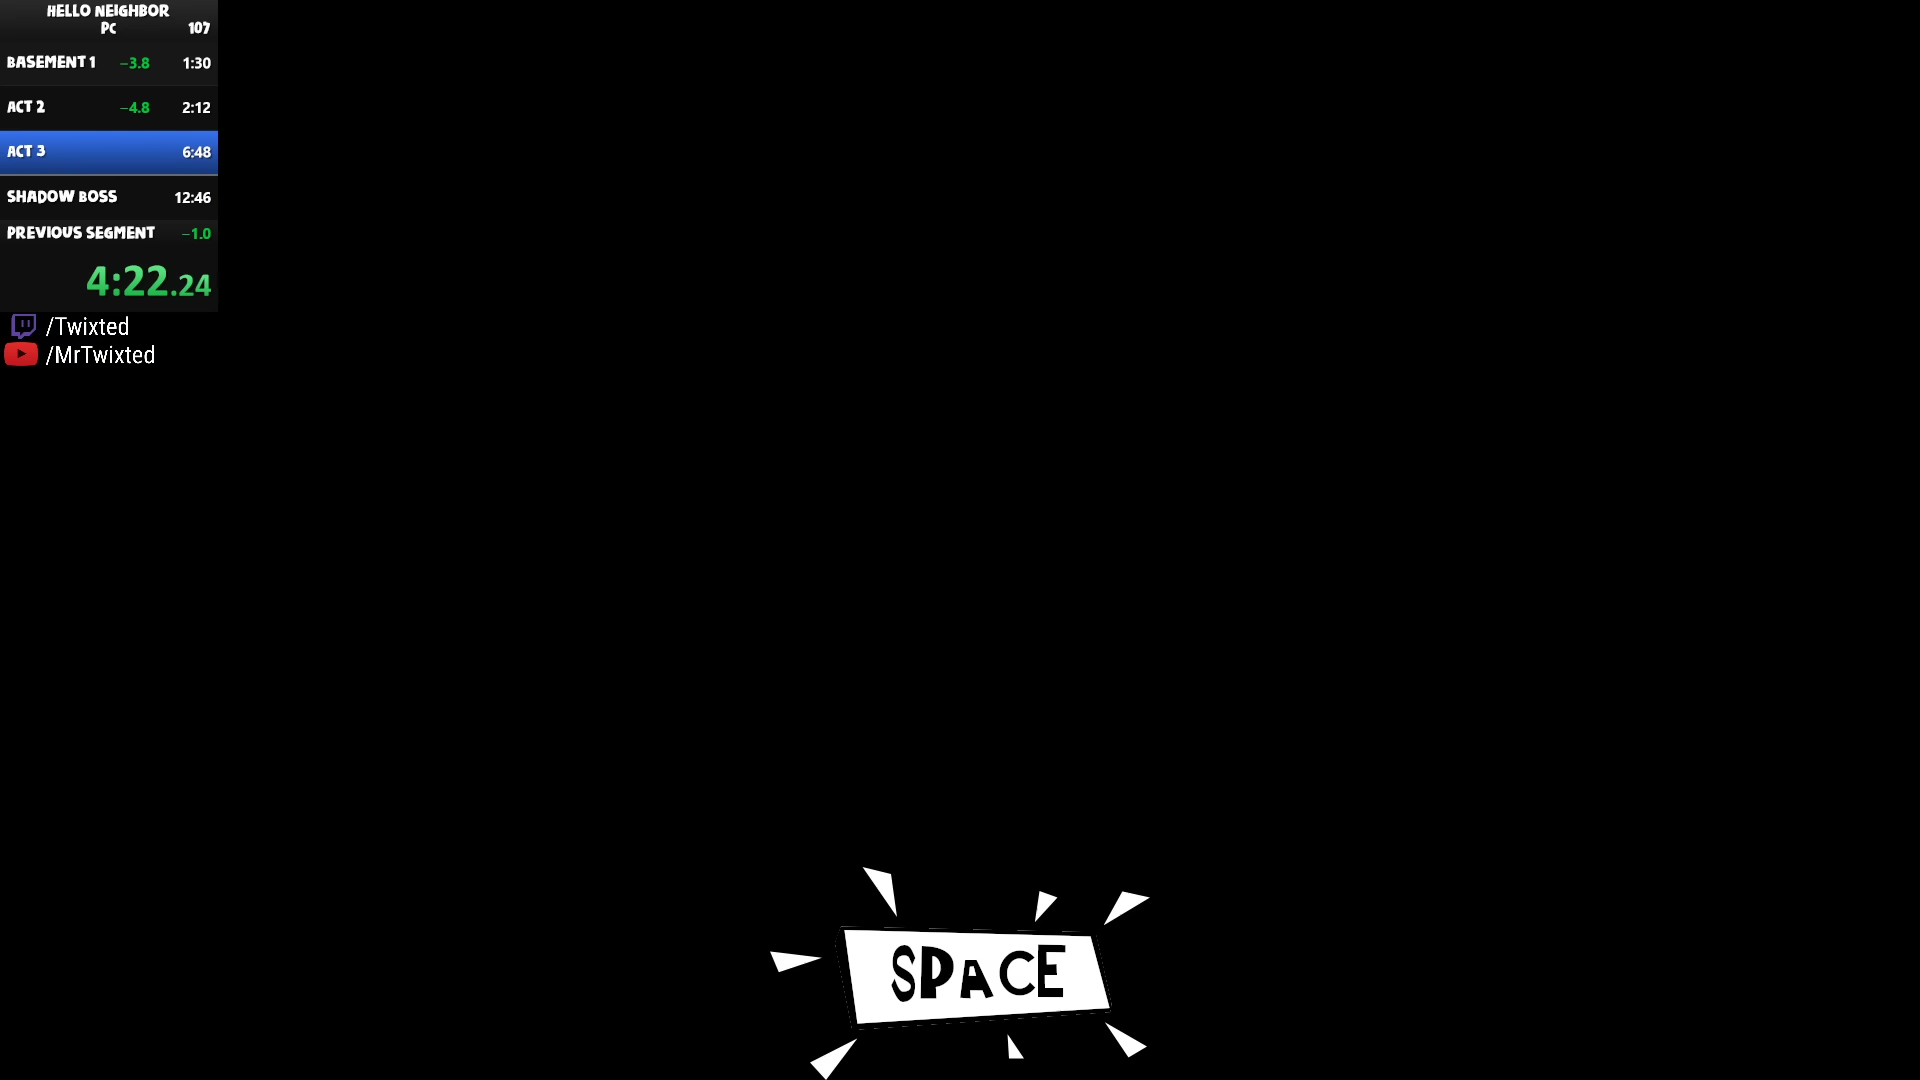 HELLO NEIGHBOR
PC 107
BASEMENT 1 −3.8 1:30
ACT 2 −4.8 2:12
ACT 3 6:48
SHADOW BOSS 12:46
PREVIOUS SEGMENT −1.0
4:22.24
/Twixted
/MrTwixted
SPACE